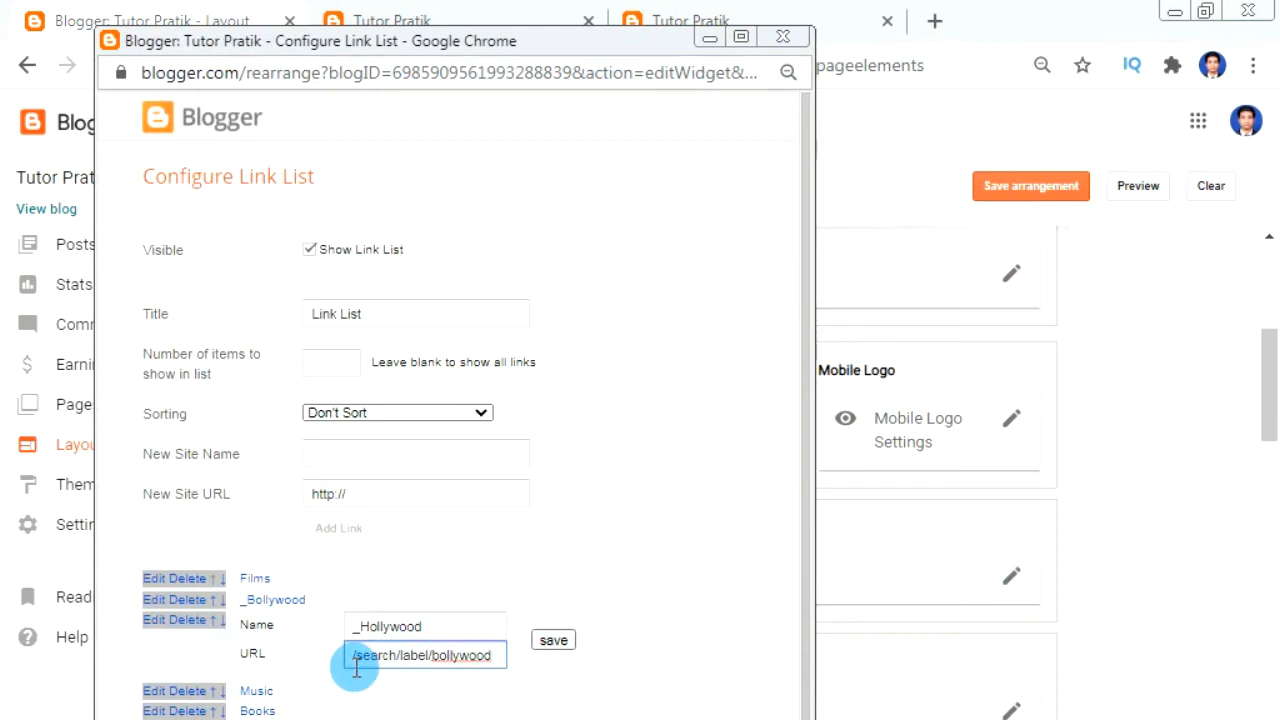 Blogger: Tutor Pratik - Layout
Tutor Pratik
Tutor Pratik
Blogger: Tutor Pratik - Configure Link List - Google Chrome
blogger.com/rearrange?blogID=6985909561993288839&action=editWidget&...
pageelements
IQ
Blog
Blogger
Configure Link List
Tutor Prat
View blog
Save arrangement
Preview
Clear
Posts
Stats
Comm
Earnin
Page
Layou
Them
Settin
Read
Help
Visible
Show Link List
Title
Link List
Number of items to
show in list
Leave blank to show all links
Sorting
Don't Sort
New Site Name
New Site URL
http://
Add Link
Edit Delete ↑ ↓ Films
Edit Delete ↑ ↓ _Bollywood
Edit Delete ↑ ↓ Name _Hollywood
save
URL /search/label/bollywood
Edit Delete ↑ ↓ Music
Edit Delete ↑ ↓ Books
Mobile Logo
Mobile Logo
Settings